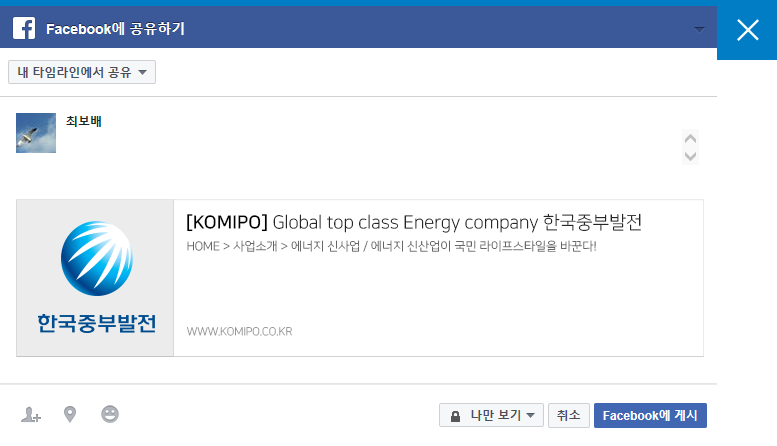 Facebook에 공유하기
내 타임라인에서 공유
최보배
[KOMIPO] Global top class Energy company 한국중부발전
HOME > 사업소개 > 에너지 신사업 / 에너지 신산업이 국민 라이프스타일을 바꾼다!
한국중부발전
WWW.KOMIPO.CO.KR
나만 보기 취소 Facebook에 게시